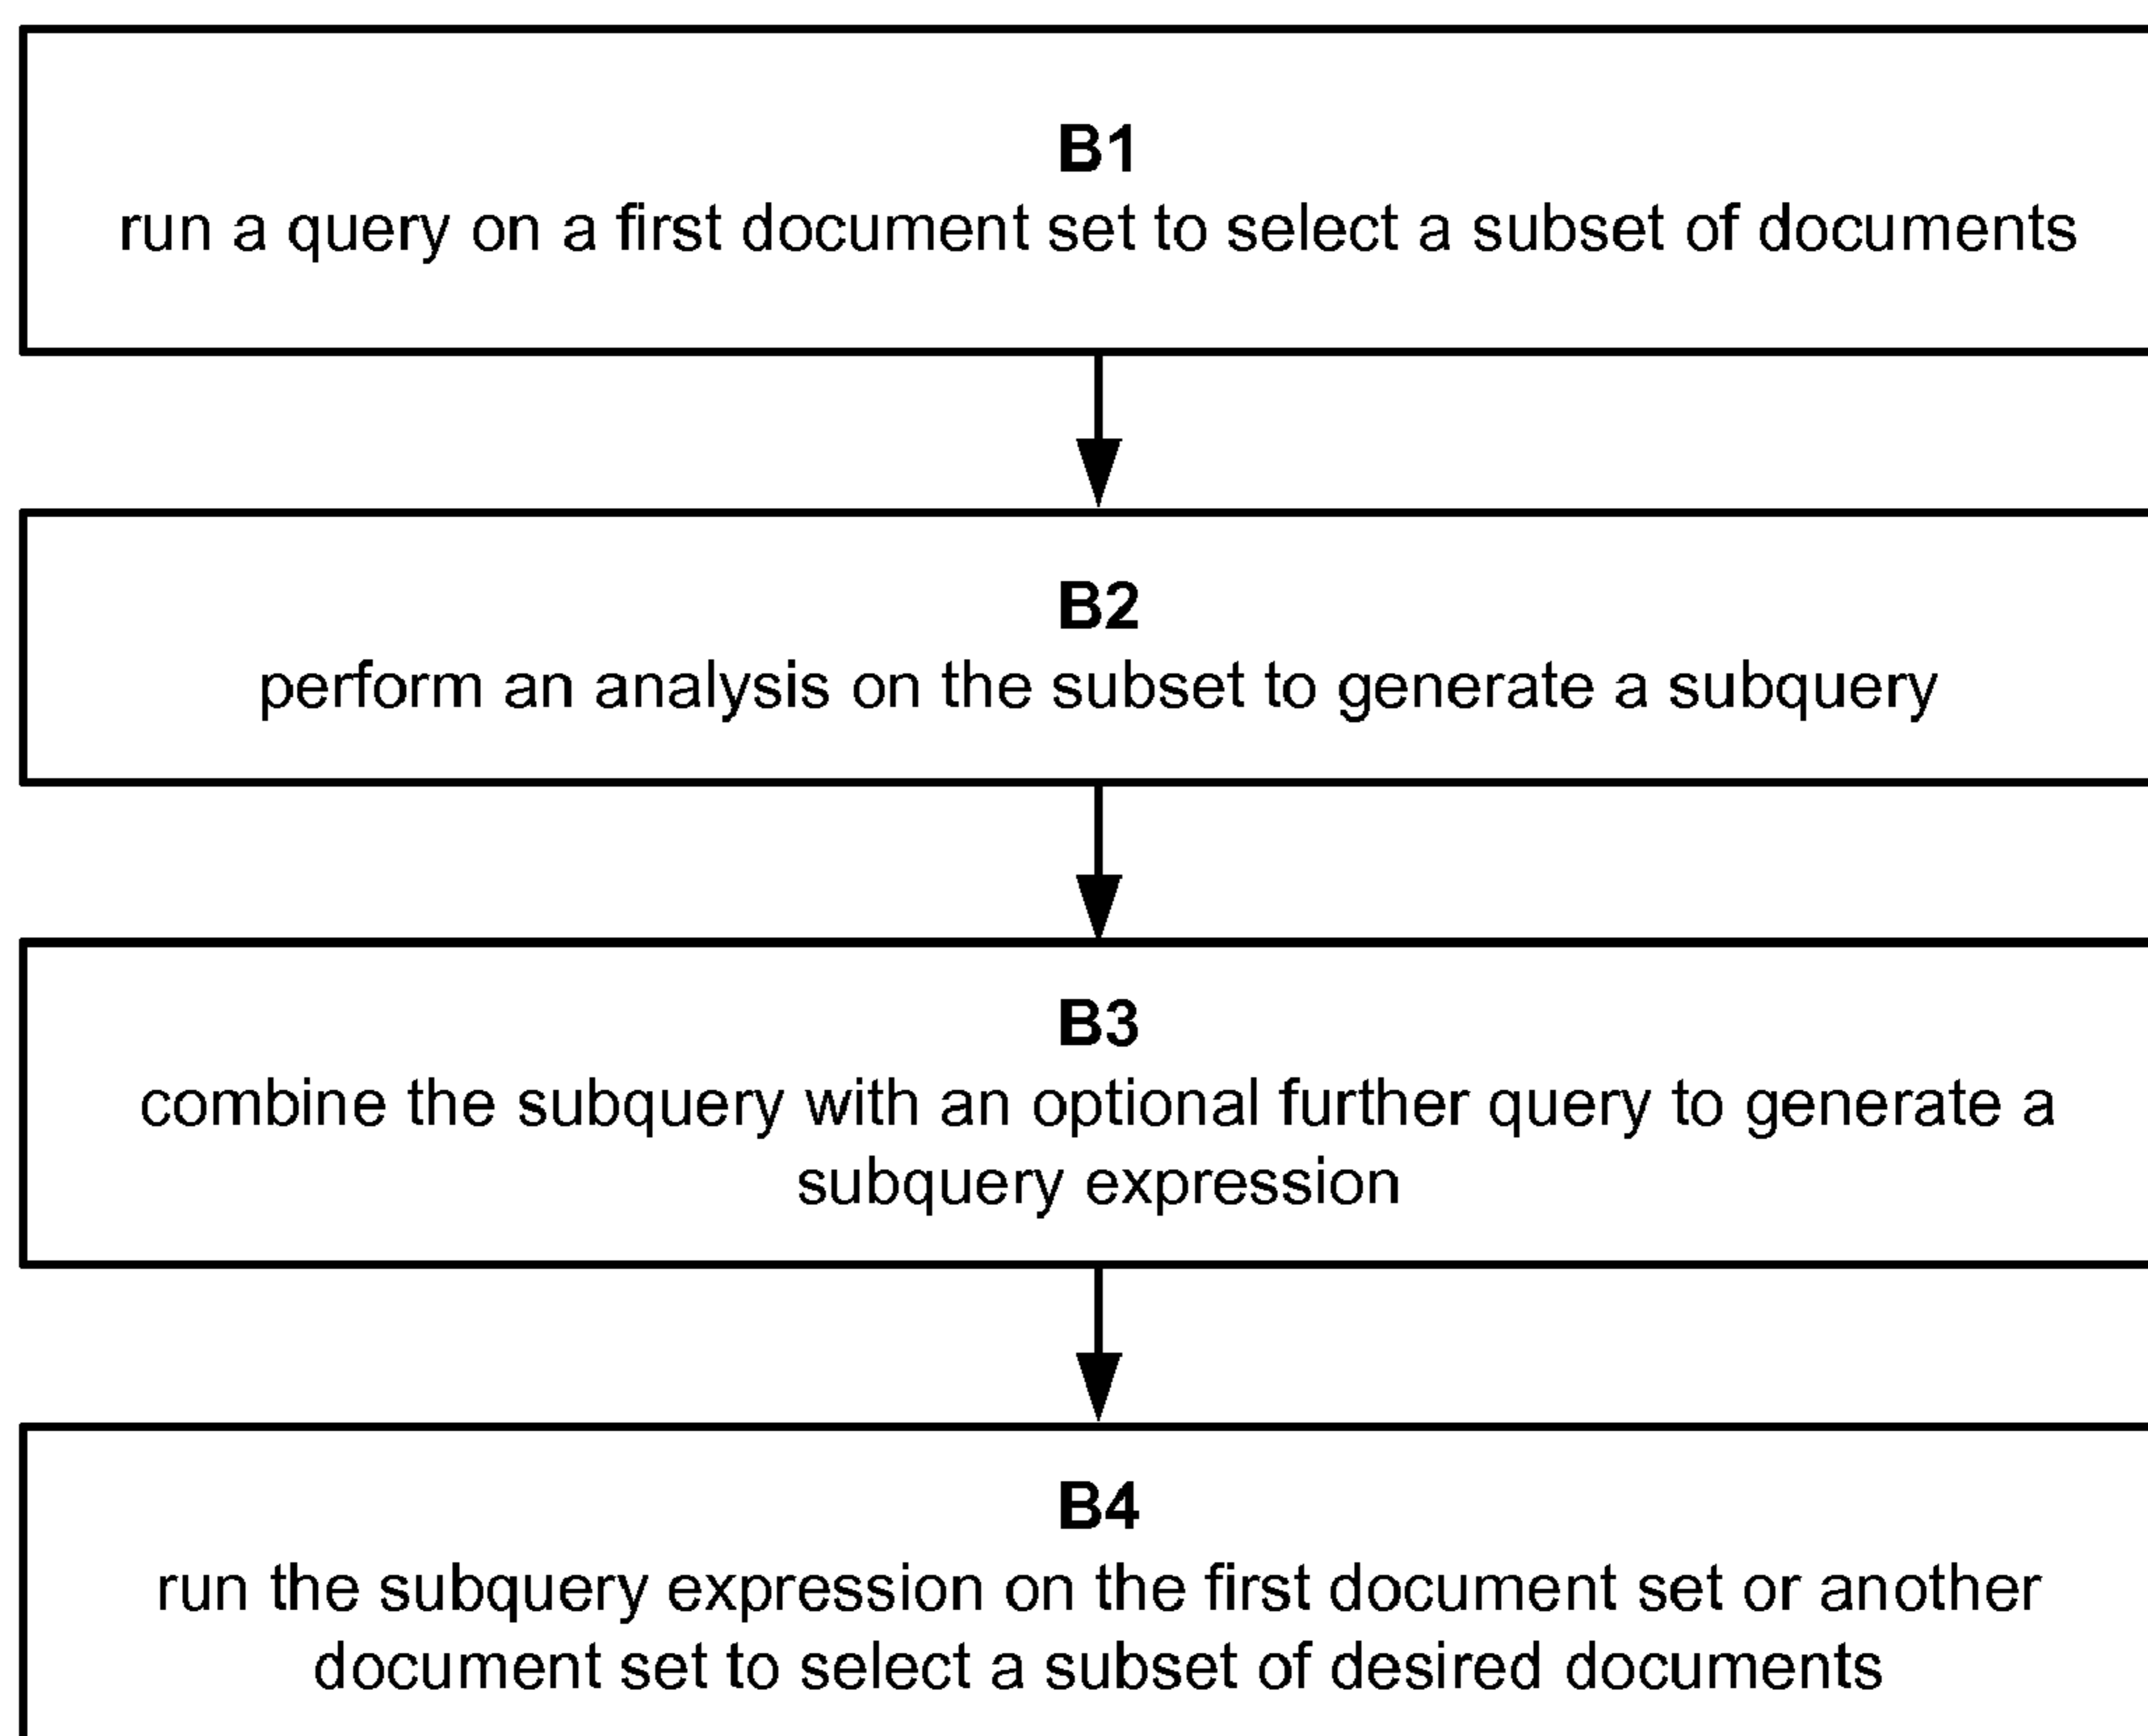 B1
run a query on a first document set to select a subset of documents
B2
perform an analysis on the subset to generate a subquery
B3
combine the subquery with an optional further query to generate a
subquery expression
B4
run the subquery expression on the first document set or another
document set to select a subset of desired documents